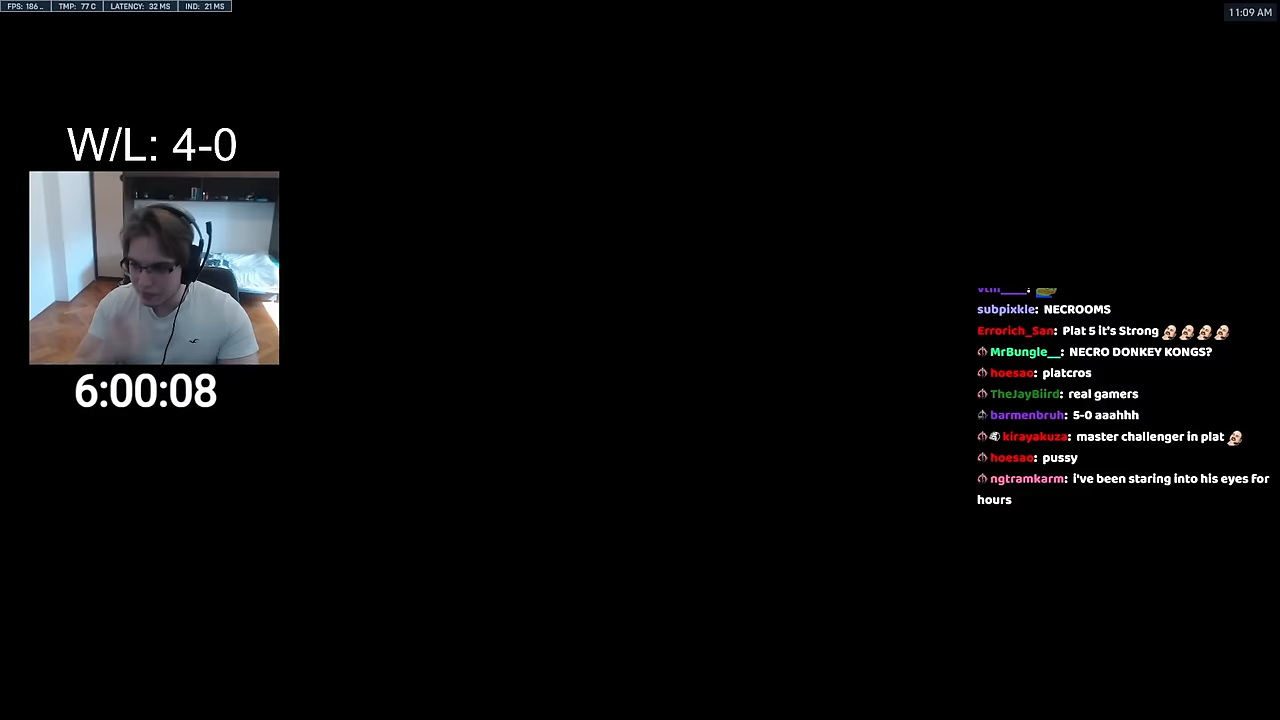 FPS: 186 .. TMP: 77 C LATENCY: 32 MS IND: 21 MS
11:09 AM
W/L: 4-0
6:00:08
subpixkle: NECROOMS
Errorich_San: Plat 5 it's Strong
MrBungle__: NECRO DONKEY KONGS?
hoesao: platcros
TheJayBiird: real gamers
barmenbruh: 5-0 aaahhh
kirayakuza: master challenger in plat
hoesao: pussy
ngtramkarm: i've been staring into his eyes for
hours